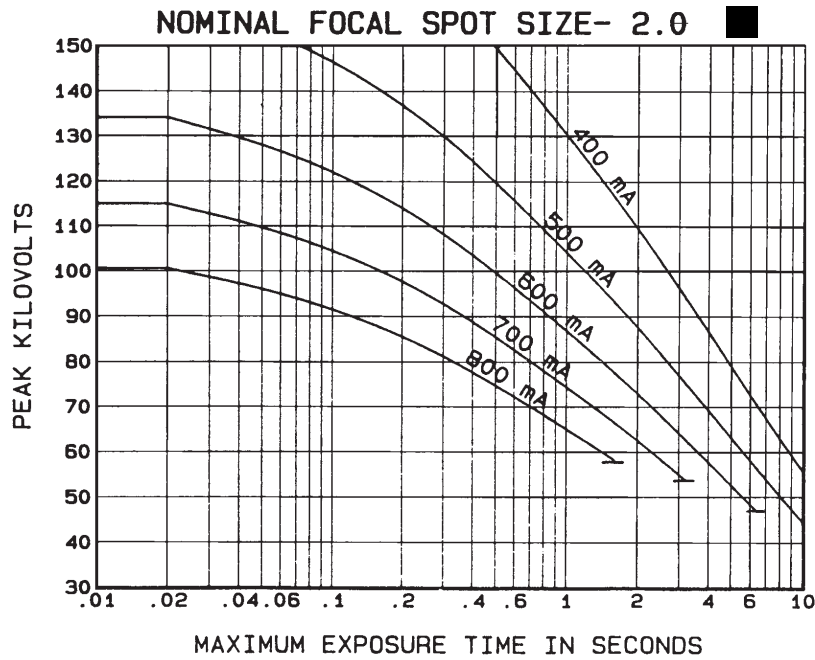 NOMINAL FOCAL SPOT SIZE- 2.0
150
140
130
120
110
100
90
80
70
60
50
40
30
PEAK KILOVOLTS
400 mA
500 mA
600 mA
700 mA
800 mA
.01 .02 .04 .06 .1 .2 .4 .6 1 2 4 6 10
MAXIMUM EXPOSURE TIME IN SECONDS